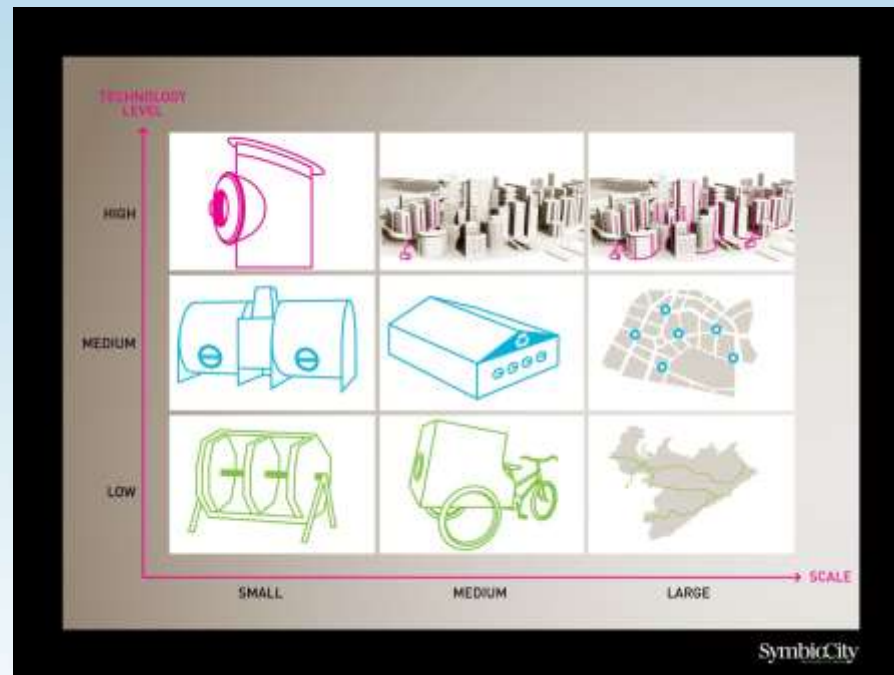 TECHNOLOGY
LEVEL
HIGH
MEDIUM
LOW
SMALL
MEDIUM
LARGE
SCALE
SymbioCity